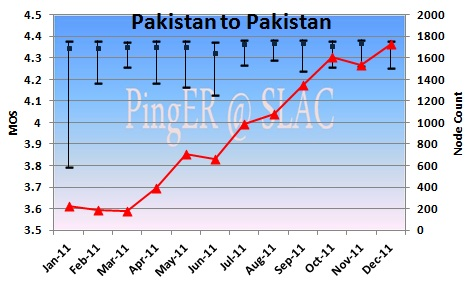 Pakistan to Pakistan
4.5
4.4
4.3
4.2
4.1
4
3.9
3.8
3.7
3.6
3.5
MOS
PingER @ SLAC
2000
1800
1600
1400
1200
1000
800
600
400
200
0
Node Count
Jan-11
Feb-11
Mar-11
Apr-11
May-11
Jun-11
Jul-11
Aug-11
Sep-11
Oct-11
Nov-11
Dec-11